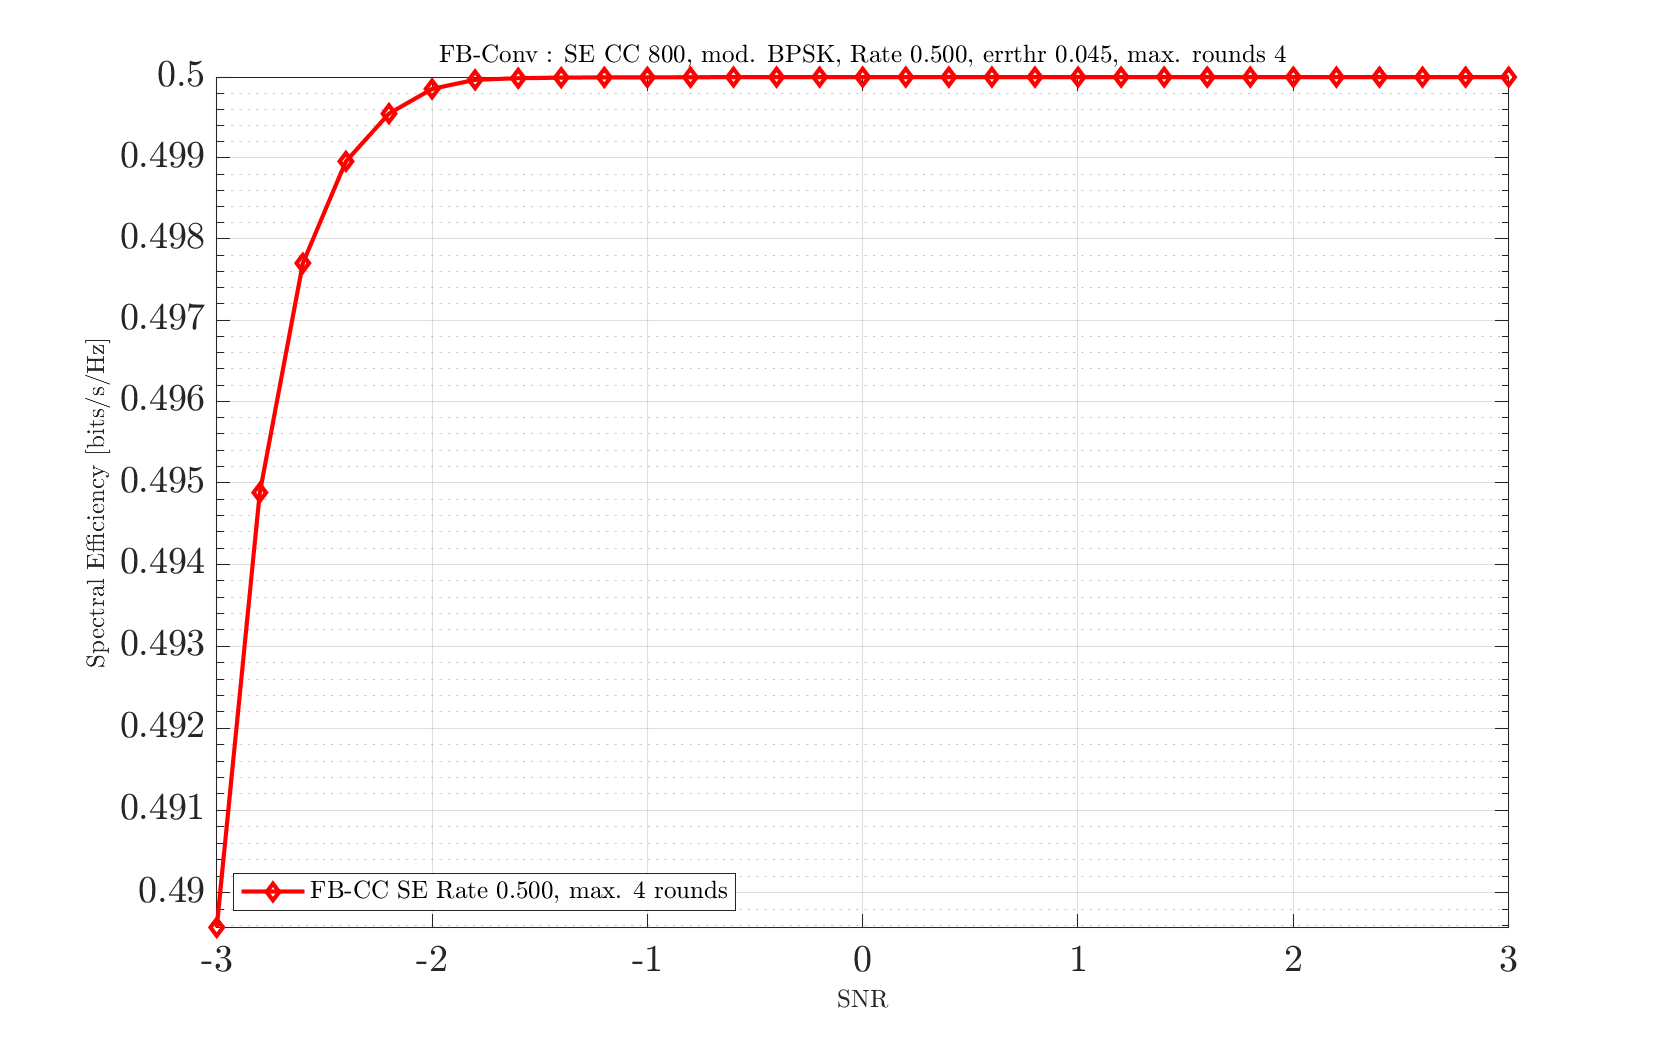 FB-Conv : SE CC 800, mod. BPSK, Rate 0.500, errthr 0.045, max. rounds 4
0.5
0.499
0.498
0.497
0.496
0.495
0.494
0.493
0.492
0.491
0.49
Spectral Efficiency [bits/s/Hz]
FB-CC SE Rate 0.500, max. 4 rounds
-3 -2 -1 0 1 2 3
SNR